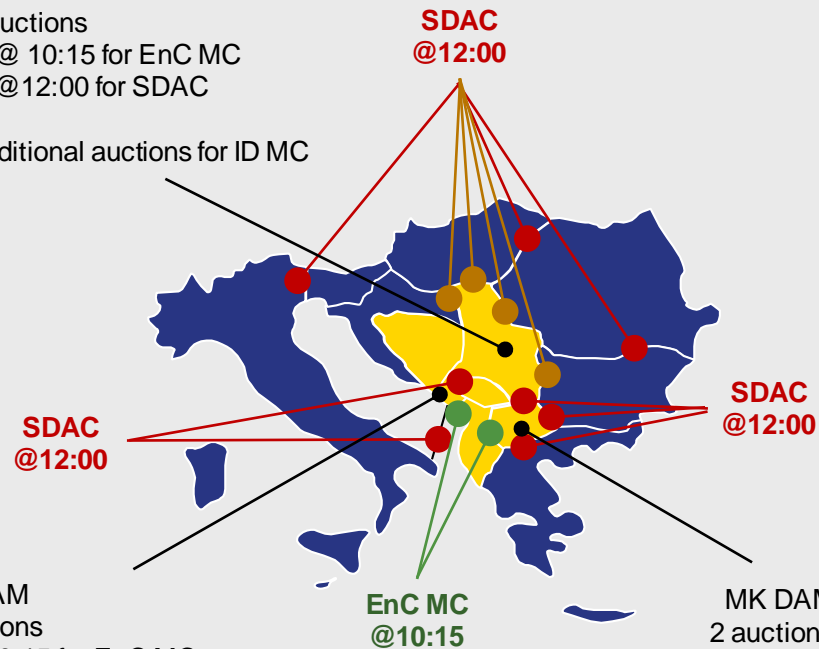 uctions
@ 10:15 for EnC MC
@12:00 for SDAC
ditional auctions for ID MC
SDAC
@12:00
SDAC
@12:00
SDAC
@12:00
AM
ons
EnC MC
@10:15
MK DAM
2 auction